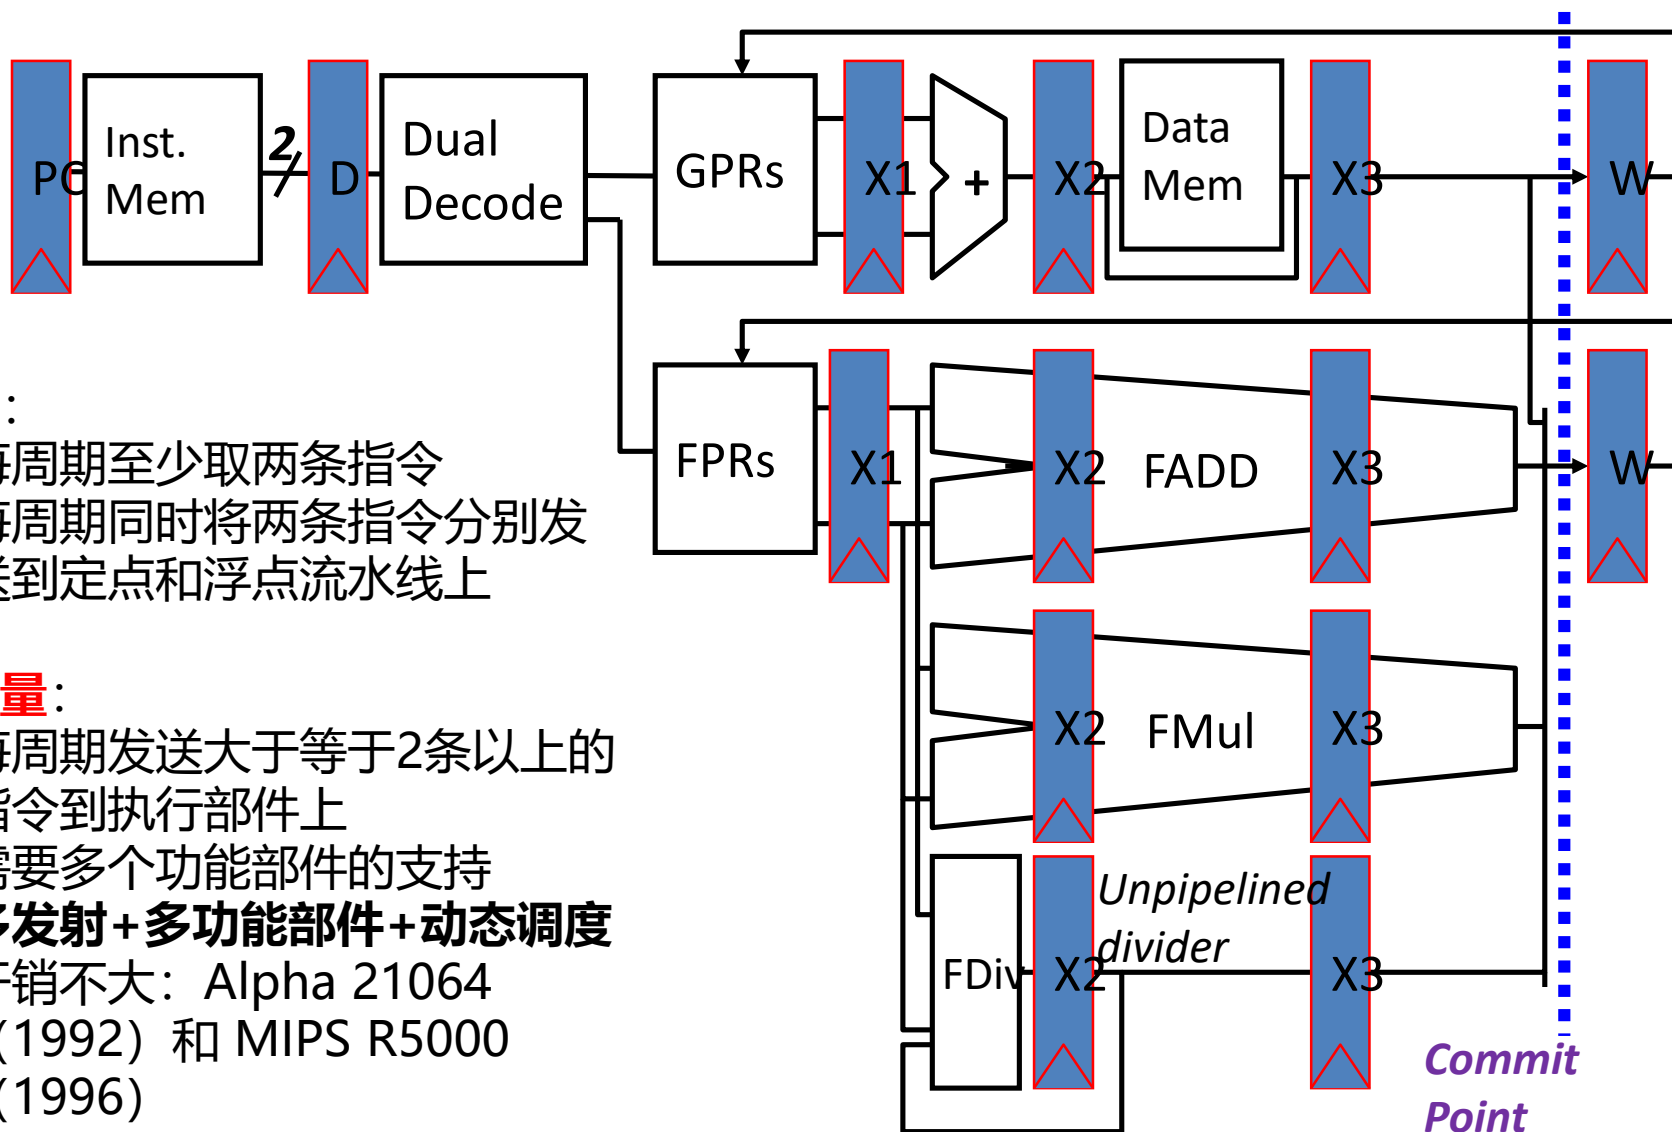 PC
Inst.
Mem
2
D
Dual
Decode
GPRs
X1
+
X2
Data
Mem
X3
W
FPRs
X1
X2
FADD
X3
W
X2
FMul
X3
FDiv
X2
Unpipelined
divider
X3
Commit
Point
：
每周期至少取两条指令
每周期同时将两条指令分别发
送到定点和浮点流水线上
量：
每周期发送大于等于2条以上的
指令到执行部件上
需要多个功能部件的支持
多发射+多功能部件+动态调度
开销不大：Alpha 21064
（1992）和 MIPS R5000
（1996）